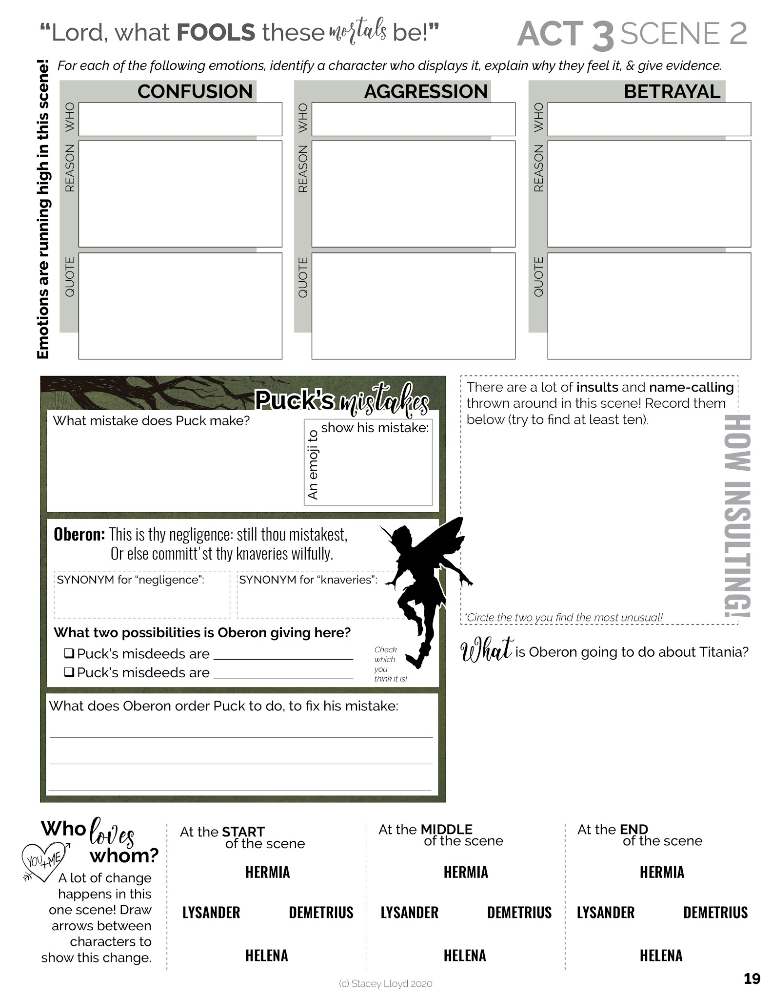 “Lord, what FOOLS these mortals be!”
ACT 3 SCENE 2
Emotions are running high in this scene!
For each of the following emotions, identify a character who displays it, explain why they feel it, & give evidence.
CONFUSION
WHO
REASON
QUOTE
AGGRESSION
WHO
REASON
QUOTE
BETRAYAL
WHO
REASON
QUOTE
Puck's mistakes
What mistake does Puck make?
An emoji to
show his mistake:
Oberon: This is thy negligence: still thou mistakest,
Or else committ'st thy knaveries wilfully.
SYNONYM for “negligence”:
SYNONYM for “knaveries”:
What two possibilities is Oberon giving here?
❑Puck's misdeeds are ____________________
❑Puck's misdeeds are ____________________
Check
which
you
think it is!
What does Oberon order Puck to do, to fix his mistake:
There are a lot of insults and name-calling
thrown around in this scene! Record them
below (try to find at least ten).
HOW INSULTING!
*Circle the two you find the most unusual!
What is Oberon going to do about Titania?
Who loves
whom?
YOU+ME
A lot of change
happens in this
one scene! Draw
arrows between
characters to
show this change.
At the START
of the scene
HERMIA
LYSANDER DEMETRIUS
HELENA
At the MIDDLE
of the scene
HERMIA
LYSANDER DEMETRIUS
HELENA
At the END
of the scene
HERMIA
LYSANDER DEMETRIUS
HELENA
(c) Stacey Lloyd 2020
19